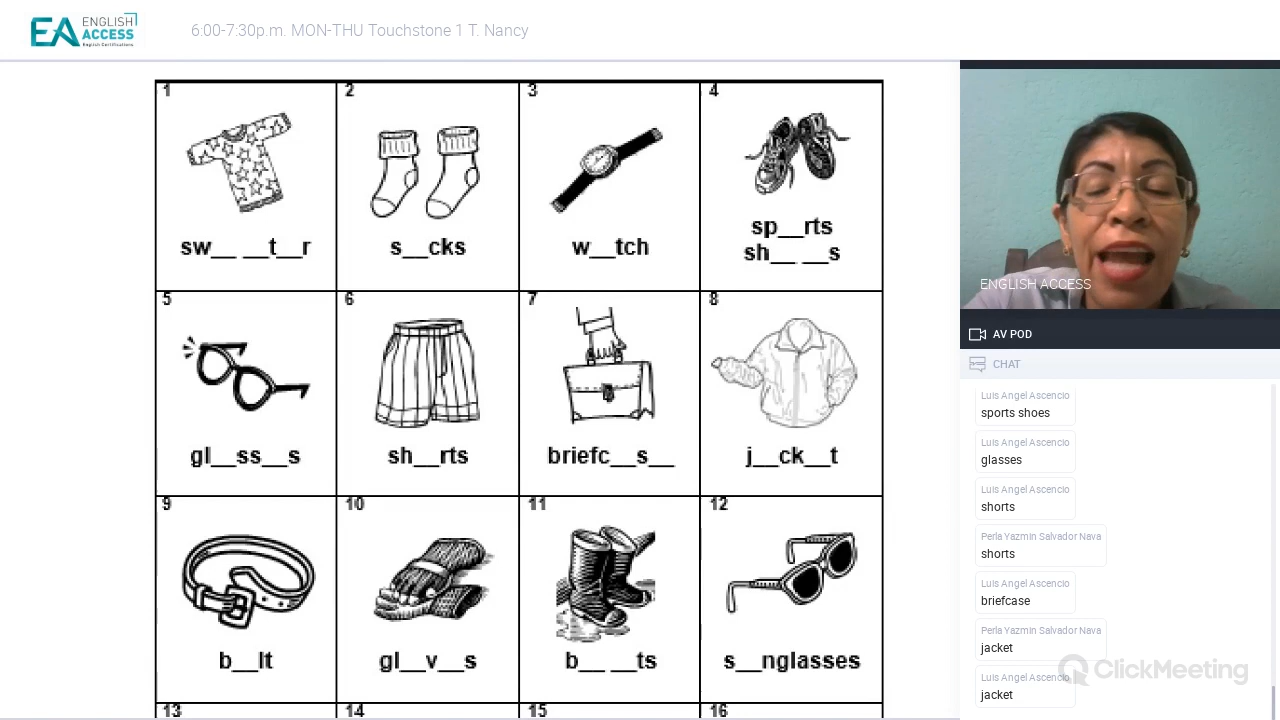 EA ENGLISH ACCESS
English Certifications
6:00-7:30p.m. MON-THU Touchstone 1 T. Nancy
1
sw__ __t__r
2
s__cks
3
w__tch
4
sp__rts
sh__ __s
5
gl__ss__s
6
sh__rts
7
briefc__s__
8
j__ck__t
9
b__lt
10
gl__v__s
11
b__ __ts
12
s__nglasses
13
14
15
16
ENGLISH ACCESS
AV POD
CHAT
Luis Angel Ascencio
sports shoes
Luis Angel Ascencio
glasses
Luis Angel Ascencio
shorts
Perla Yazmin Salvador Nava
shorts
Luis Angel Ascencio
briefcase
Perla Yazmin Salvador Nava
jacket
Luis Angel Ascencio
jacket
ClickMeeting